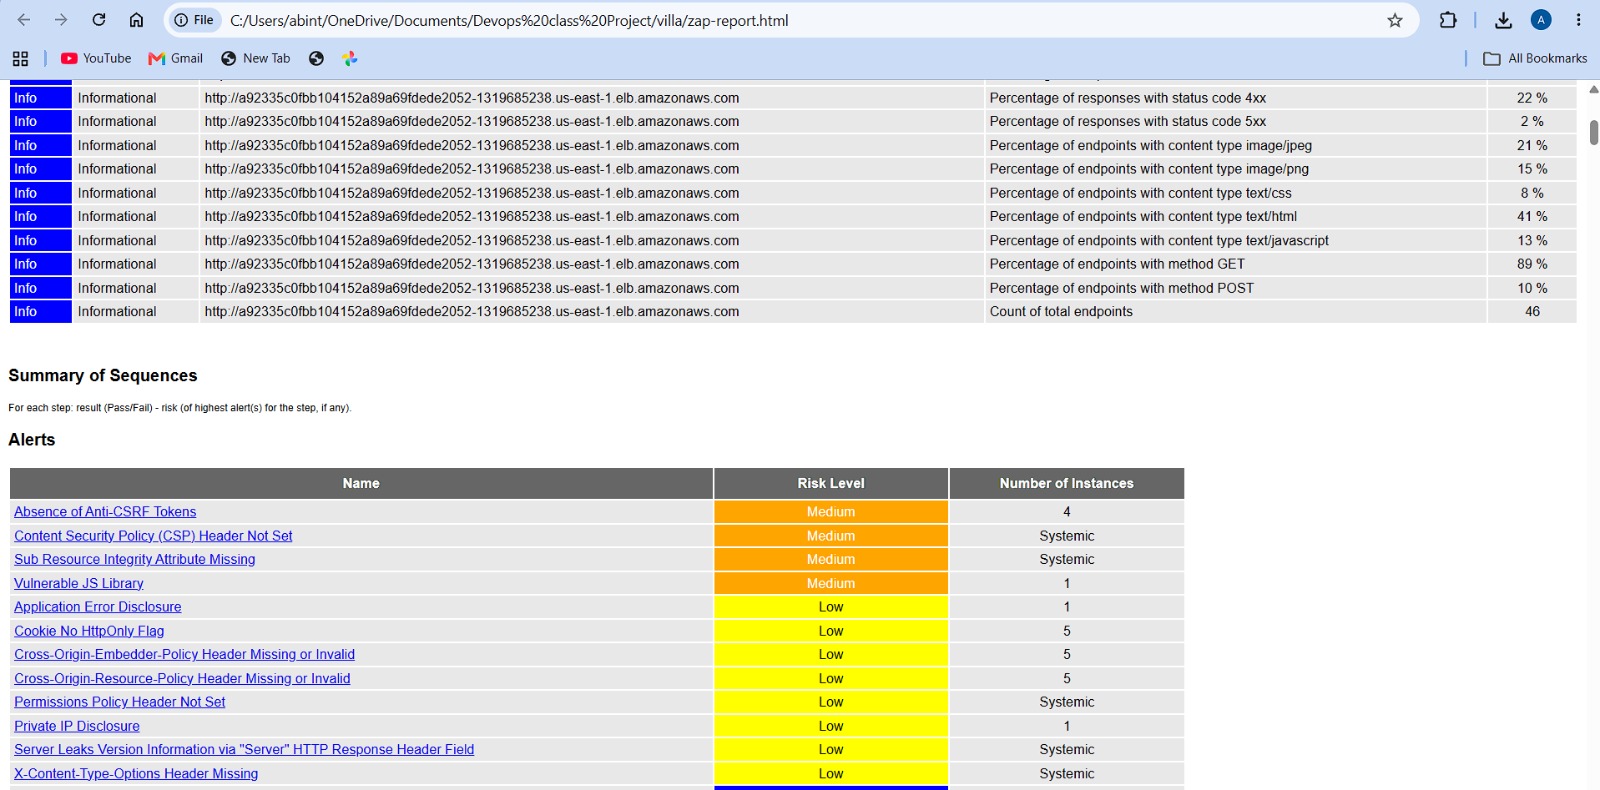 File C:/Users/abint/OneDrive/Documents/Devops%20class%20Project/villa/zap-report.html A
YouTube Gmail New Tab All Bookmarks
Info Informational http://a92335c0fbb104152a89a69fdede2052-1319685238.us-east-1.elb.amazonaws.com Percentage of responses with status code 4xx 22 %
Info Informational http://a92335c0fbb104152a89a69fdede2052-1319685238.us-east-1.elb.amazonaws.com Percentage of responses with status code 5xx 2 %
Info Informational http://a92335c0fbb104152a89a69fdede2052-1319685238.us-east-1.elb.amazonaws.com Percentage of endpoints with content type image/jpeg 21 %
Info Informational http://a92335c0fbb104152a89a69fdede2052-1319685238.us-east-1.elb.amazonaws.com Percentage of endpoints with content type image/png 15 %
Info Informational http://a92335c0fbb104152a89a69fdede2052-1319685238.us-east-1.elb.amazonaws.com Percentage of endpoints with content type text/css 8 %
Info Informational http://a92335c0fbb104152a89a69fdede2052-1319685238.us-east-1.elb.amazonaws.com Percentage of endpoints with content type text/html 41 %
Info Informational http://a92335c0fbb104152a89a69fdede2052-1319685238.us-east-1.elb.amazonaws.com Percentage of endpoints with content type text/javascript 13 %
Info Informational http://a92335c0fbb104152a89a69fdede2052-1319685238.us-east-1.elb.amazonaws.com Percentage of endpoints with method GET 89 %
Info Informational http://a92335c0fbb104152a89a69fdede2052-1319685238.us-east-1.elb.amazonaws.com Percentage of endpoints with method POST 10 %
Info Informational http://a92335c0fbb104152a89a69fdede2052-1319685238.us-east-1.elb.amazonaws.com Count of total endpoints 46
Summary of Sequences
For each step: result (Pass/Fail) - risk (of highest alert(s) for the step, if any).
Alerts
Name Risk Level Number of Instances
Absence of Anti-CSRF Tokens Medium 4
Content Security Policy (CSP) Header Not Set Medium Systemic
Sub Resource Integrity Attribute Missing Medium Systemic
Vulnerable JS Library Medium 1
Application Error Disclosure Low 1
Cookie No HttpOnly Flag Low 5
Cross-Origin-Embedder-Policy Header Missing or Invalid Low 5
Cross-Origin-Resource-Policy Header Missing or Invalid Low 5
Permissions Policy Header Not Set Low Systemic
Private IP Disclosure Low 1
Server Leaks Version Information via "Server" HTTP Response Header Field Low Systemic
X-Content-Type-Options Header Missing Low Systemic